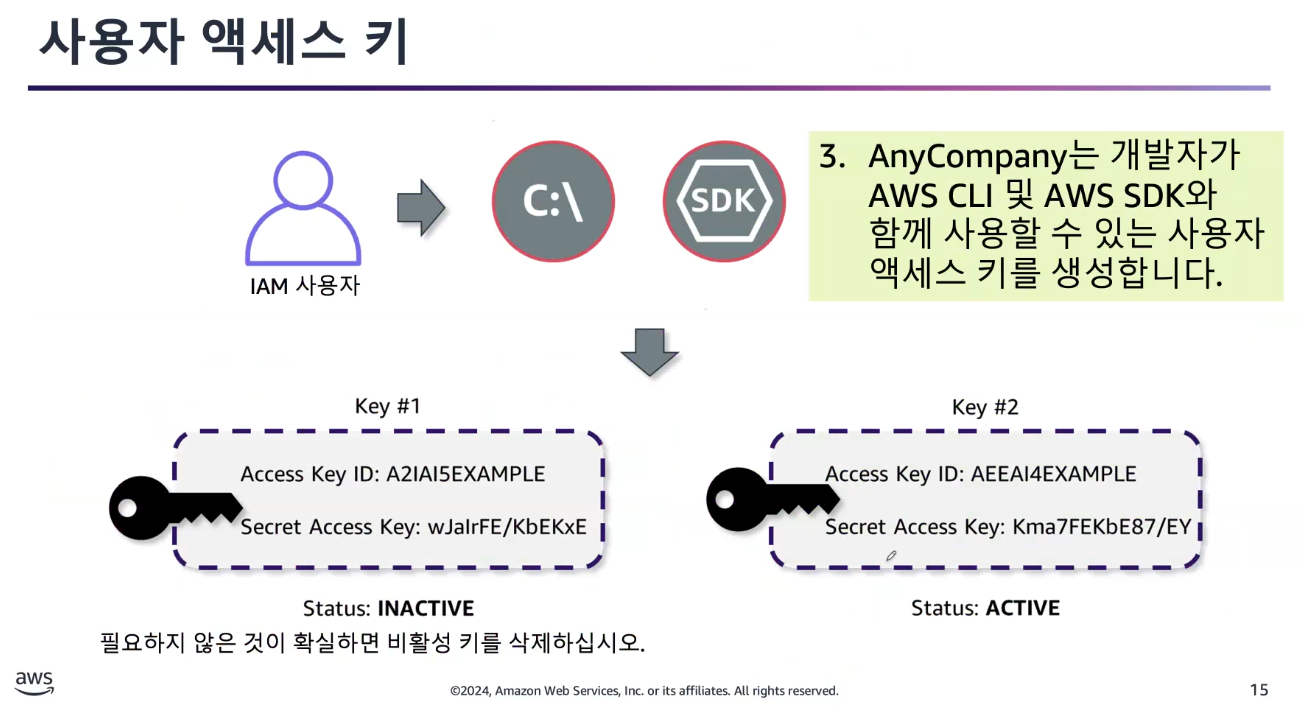 사용자 액세스 키
C:\
SDK
3. AnyCompany는 개발자가
AWS CLI 및 AWS SDK와
함께 사용할 수 있는 사용자
액세스 키를 생성합니다.
IAM 사용자
Key #1
Access Key ID: A2IAI5EXAMPLE
Secret Access Key: wJaIrFE/KbEKxE
Status: INACTIVE
필요하지 않은 것이 확실하면 비활성 키를 삭제하십시오.
Key #2
Access Key ID: AEEAI4EXAMPLE
Secret Access Key: Kma7FEKbE87/EY
Status: ACTIVE
aws
©2024, Amazon Web Services, Inc. or its affiliates. All rights reserved.
15